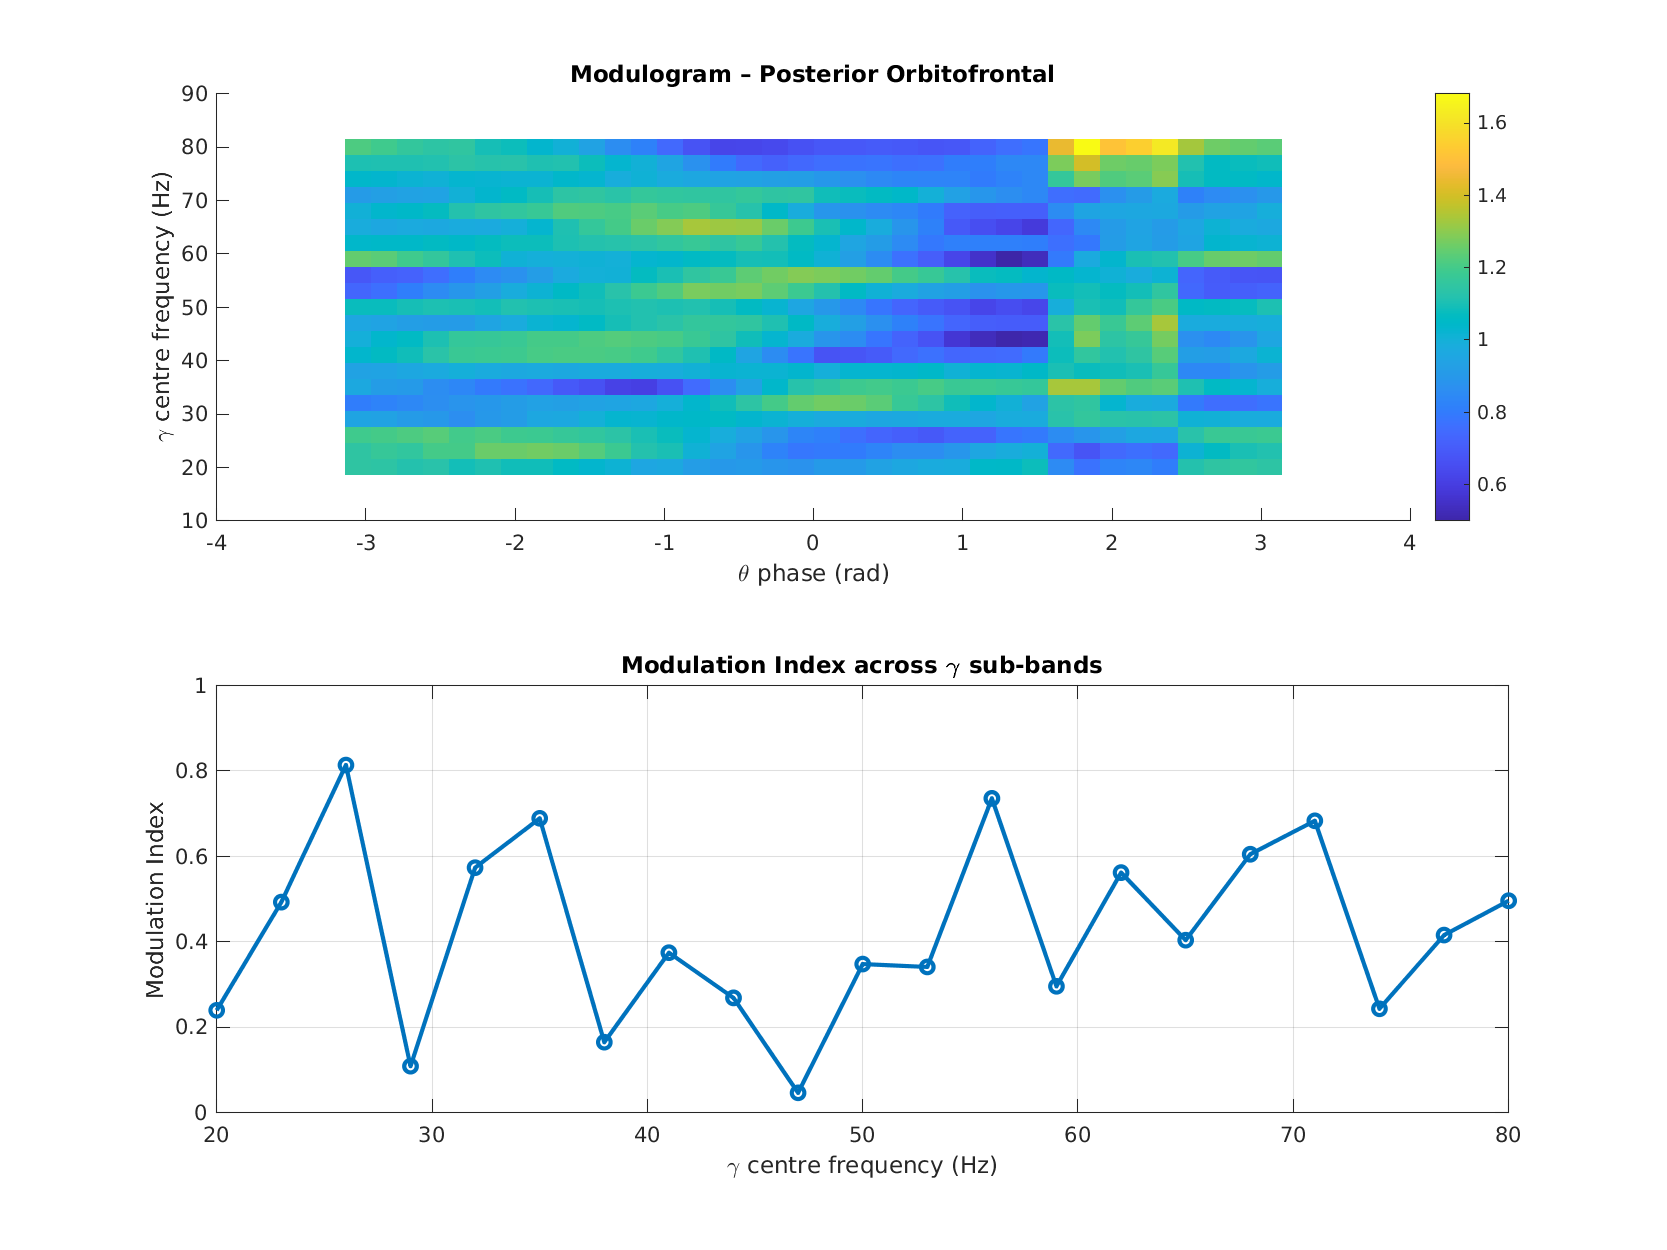 Modulogram – Posterior Orbitofrontal
90
80
70
60
50
40
30
20
10
γ centre frequency (Hz)
-4 -3 -2 -1 0 1 2 3 4
θ phase (rad)
1.6
1.4
1.2
1
0.8
0.6
Modulation Index across γ sub-bands
1
0.8
0.6
0.4
0.2
0
Modulation Index
20 30 40 50 60 70 80
γ centre frequency (Hz)